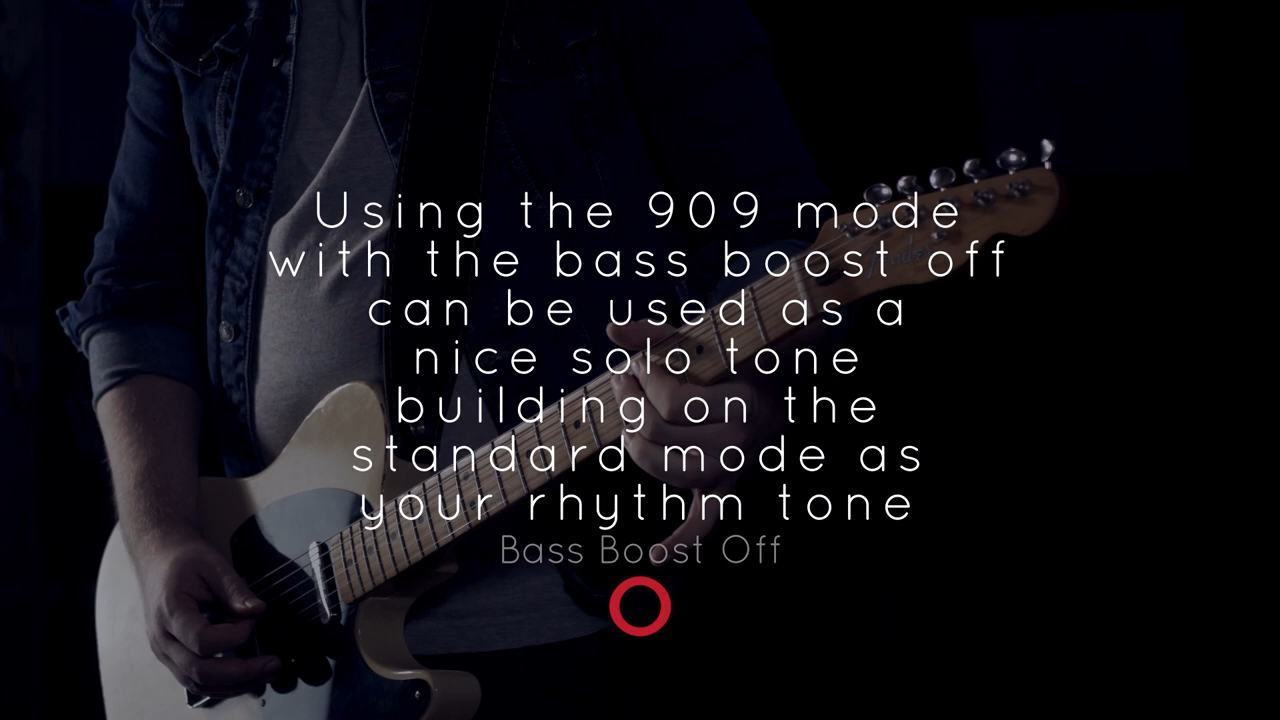 Using the 909 mode
with the bass boost off
can be used as a
nice solo tone
building on the
standard mode as
your rhythm tone
Bass Boost Off